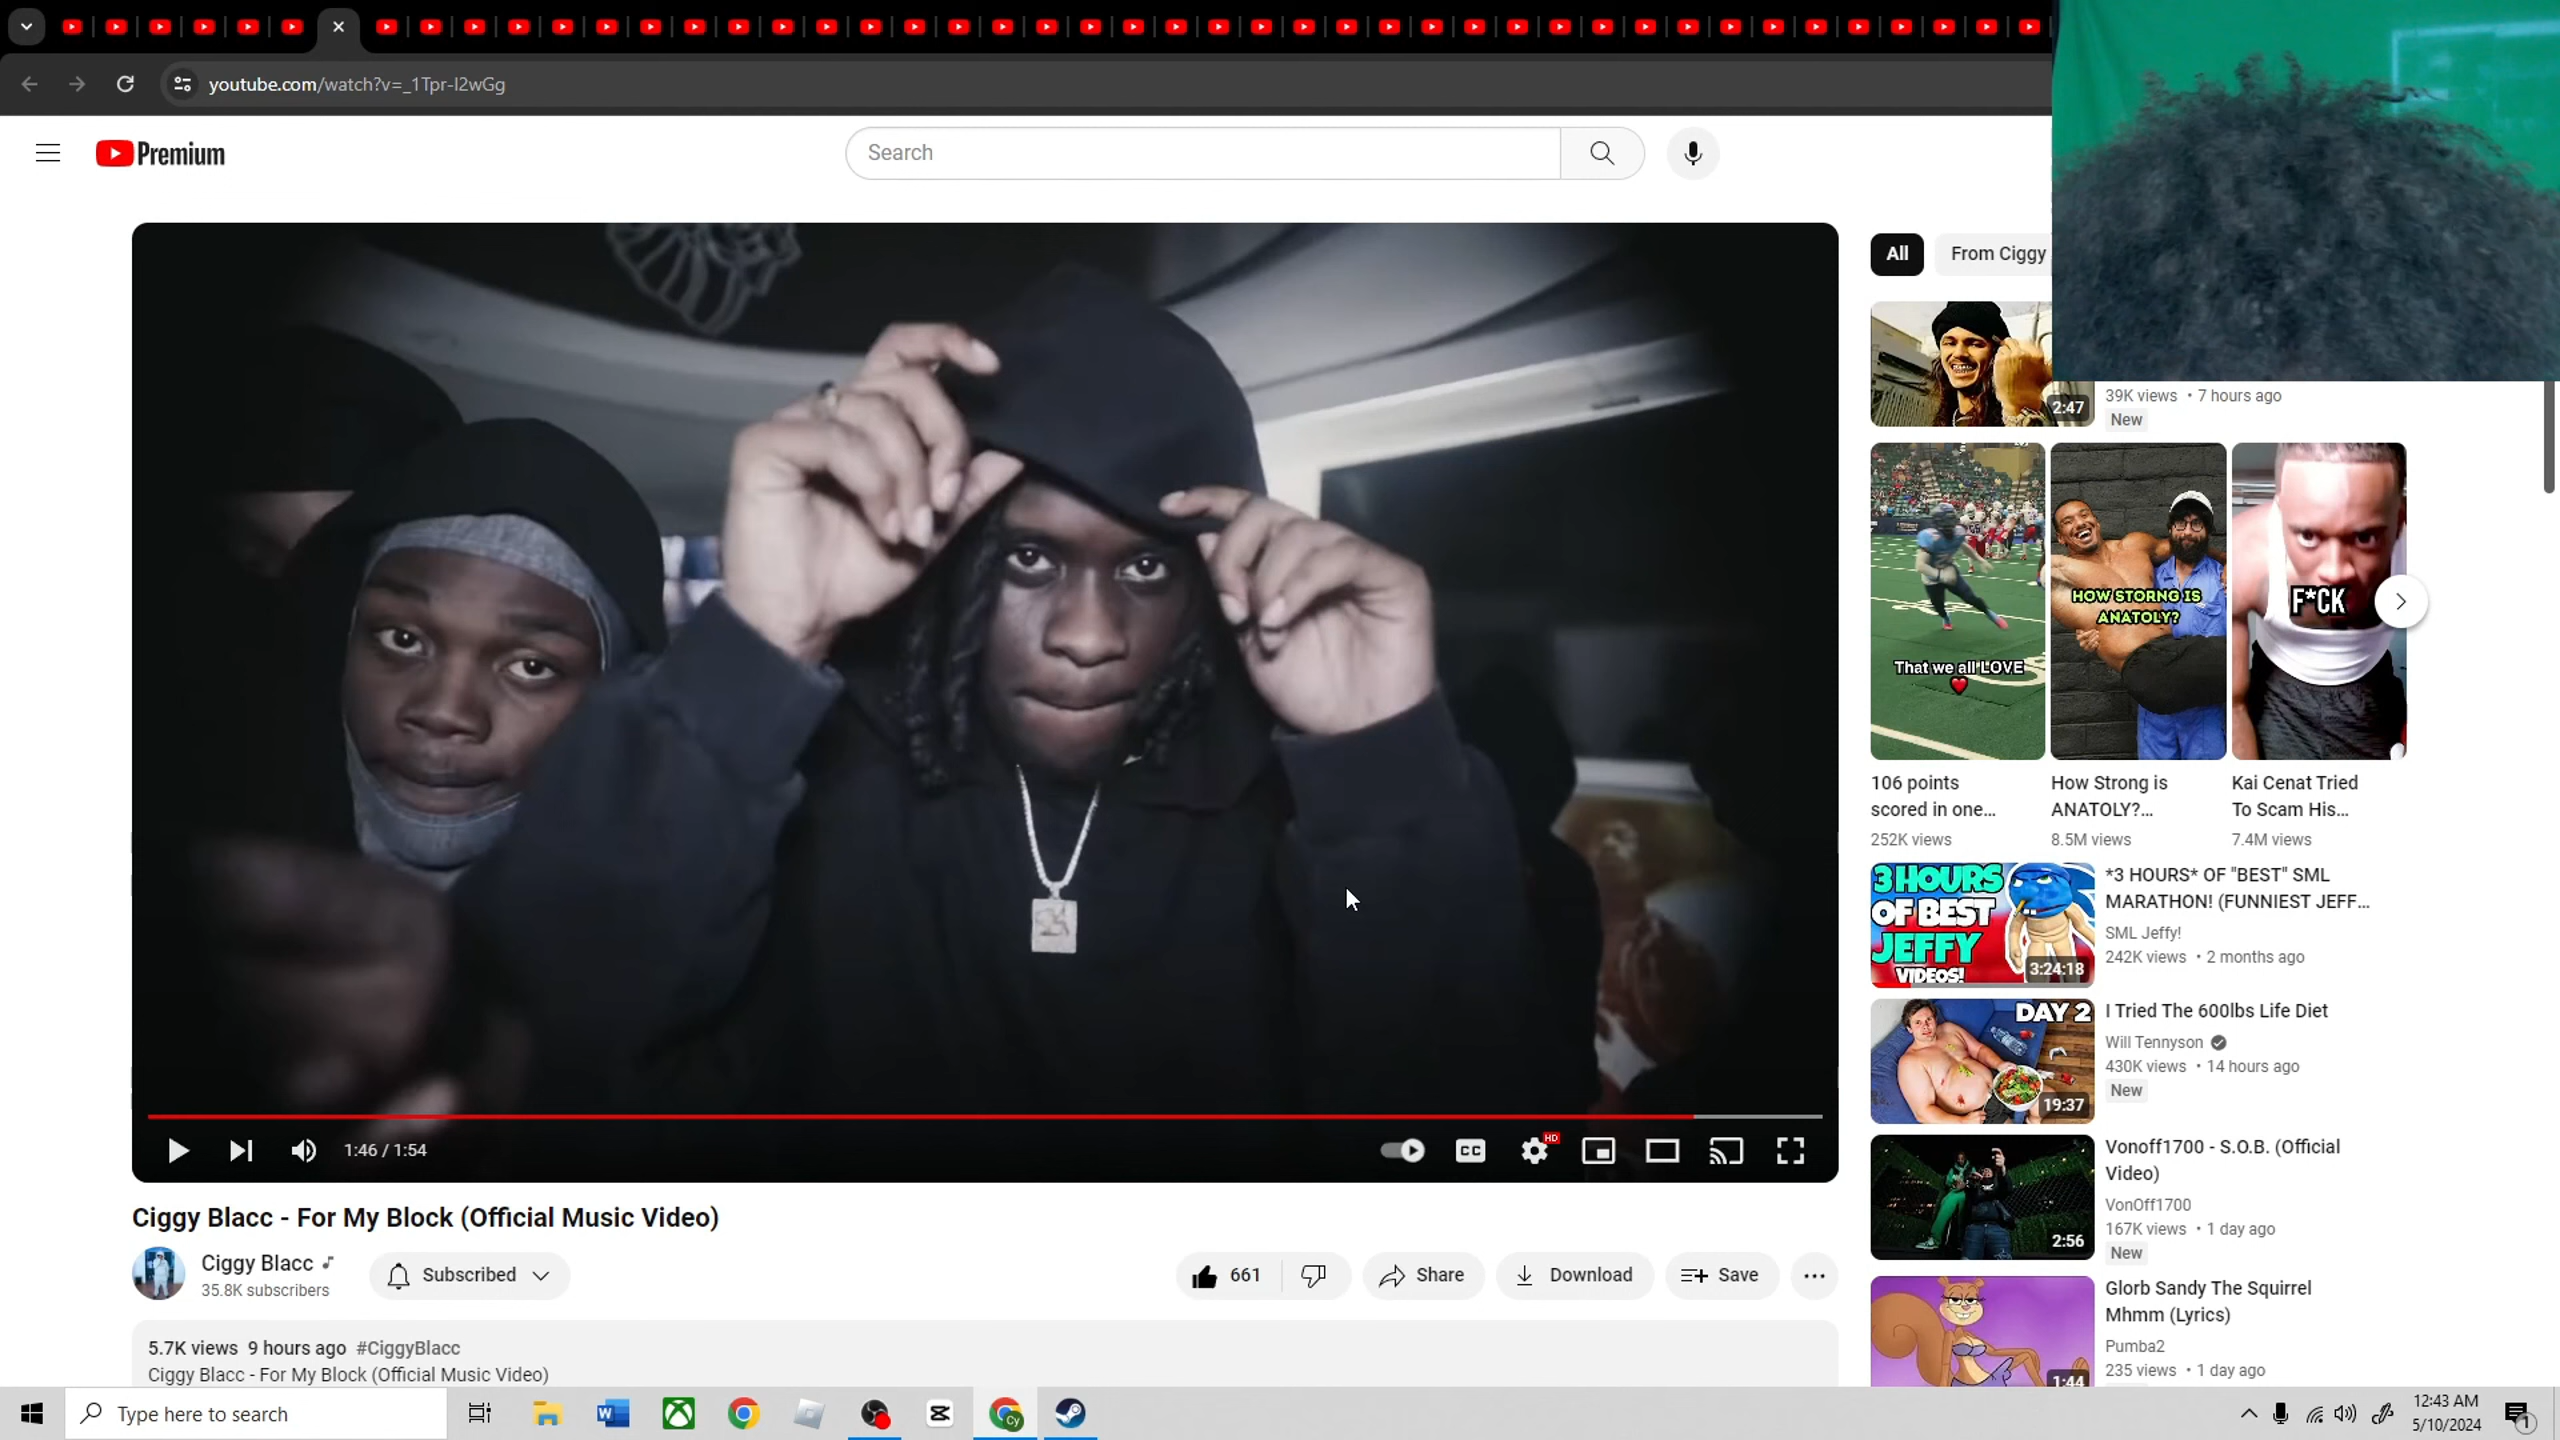 youtube.com/watch?v=_1Tpr-I2wGg
Premium
Search
All
From Ciggy
2:47
39K views • 7 hours ago
New
That we all LOVE
HOW STORNG IS
ANATOLY?
F*CK
106 points
scored in one...
252K views
How Strong is
ANATOLY?...
8.5M views
Kai Cenat Tried
To Scam His...
7.4M views
3 HOURS
OF BEST
JEFFY
VIDEOS!
3:24:18
*3 HOURS* OF "BEST" SML
MARATHON! (FUNNIEST JEFF...
SML Jeffy!
242K views • 2 months ago
DAY 2
19:37
I Tried The 600lbs Life Diet
Will Tennyson
430K views • 14 hours ago
New
2:56
Vonoff1700 - S.O.B. (Official
Video)
VonOff1700
167K views • 1 day ago
New
1:44
Glorb Sandy The Squirrel
Mhmm (Lyrics)
Pumba2
235 views • 1 day ago
1:46 / 1:54
CC
HD
Ciggy Blacc - For My Block (Official Music Video)
Ciggy Blacc
35.8K subscribers
Subscribed
661
Share
Download
Save
5.7K views 9 hours ago #CiggyBlacc
Ciggy Blacc - For My Block (Official Music Video)
Type here to search
W
Cy
12:43 AM
5/10/2024
1